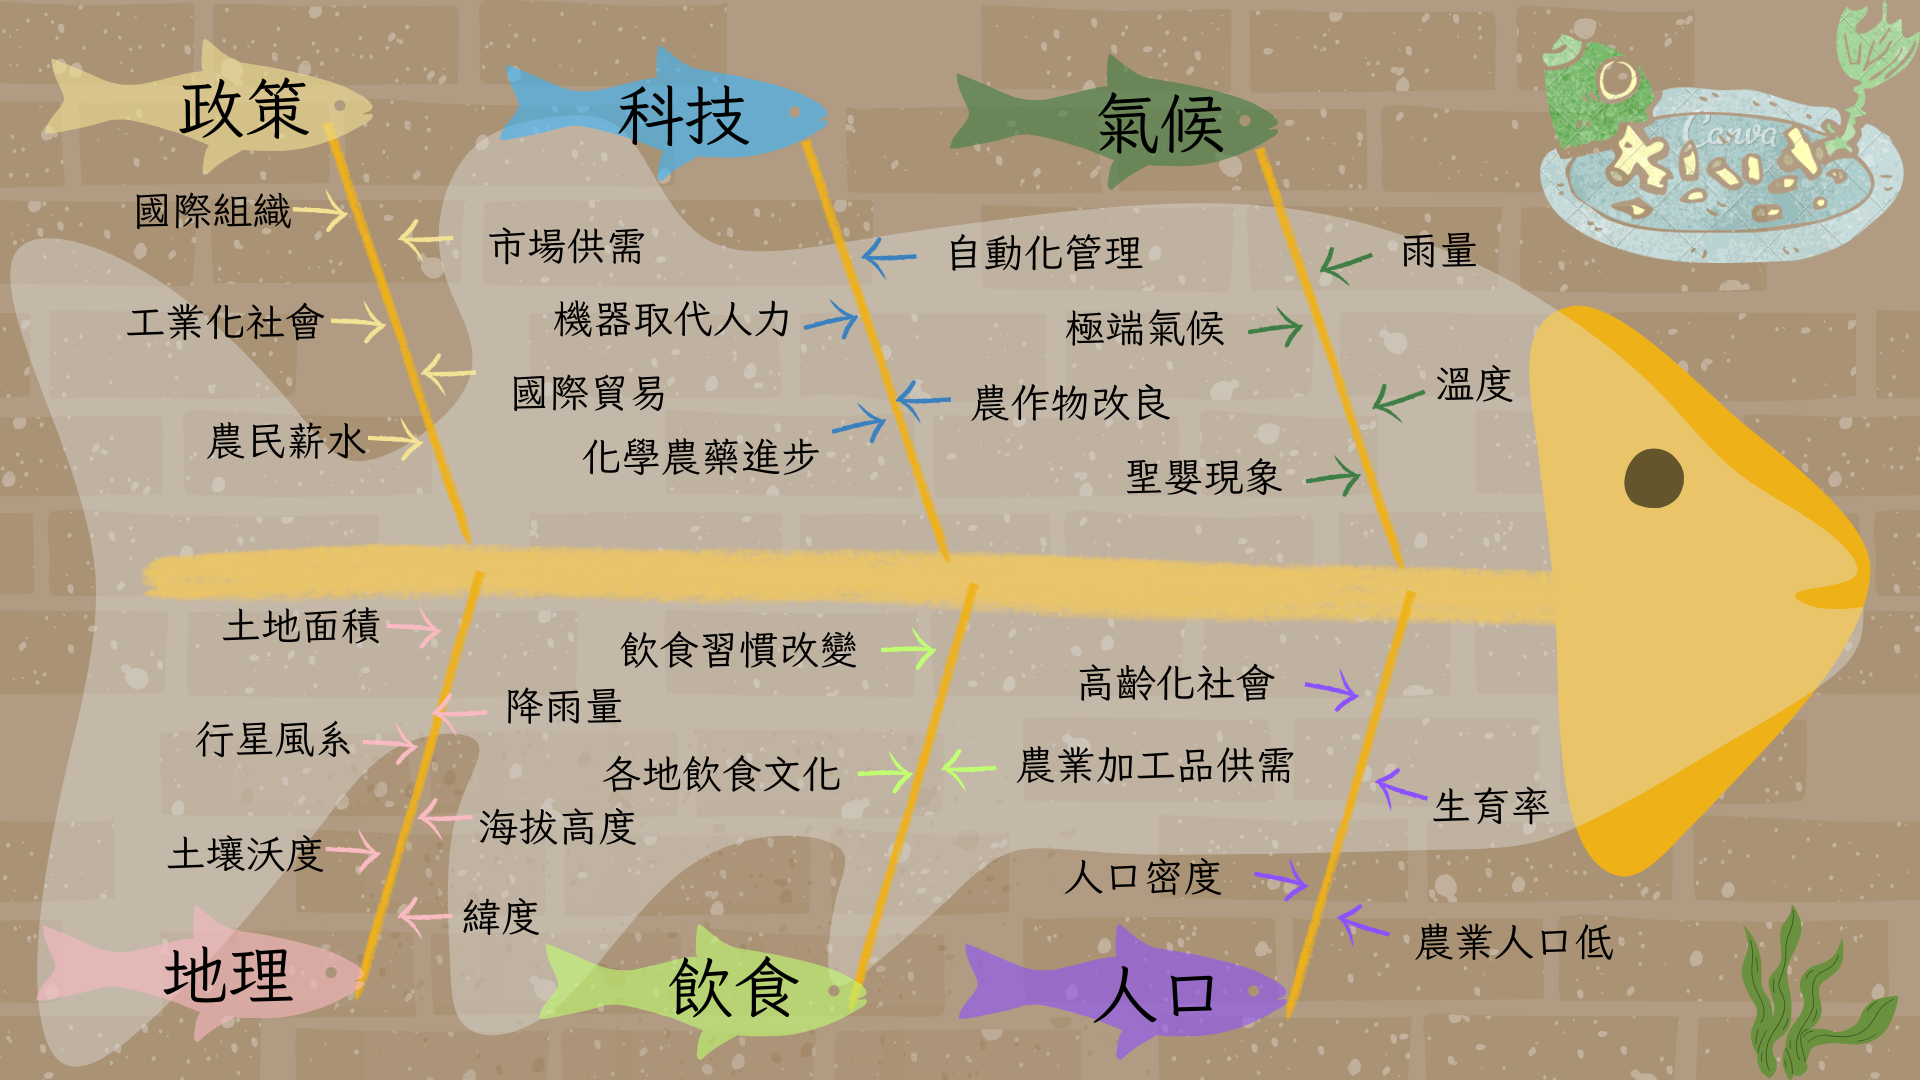 政策
科技
氣候
Canva
國際組織
市場供需
工業化社會
國際貿易
農民薪水
自動化管理
機器取代人力
農作物改良
化學農藥進步
雨量
極端氣候
溫度
聖嬰現象
土地面積
降雨量
行星風系
海拔高度
土壤沃度
緯度
飲食習慣改變
各地飲食文化
農業加工品供需
高齡化社會
生育率
人口密度
農業人口低
地理
飲食
人口